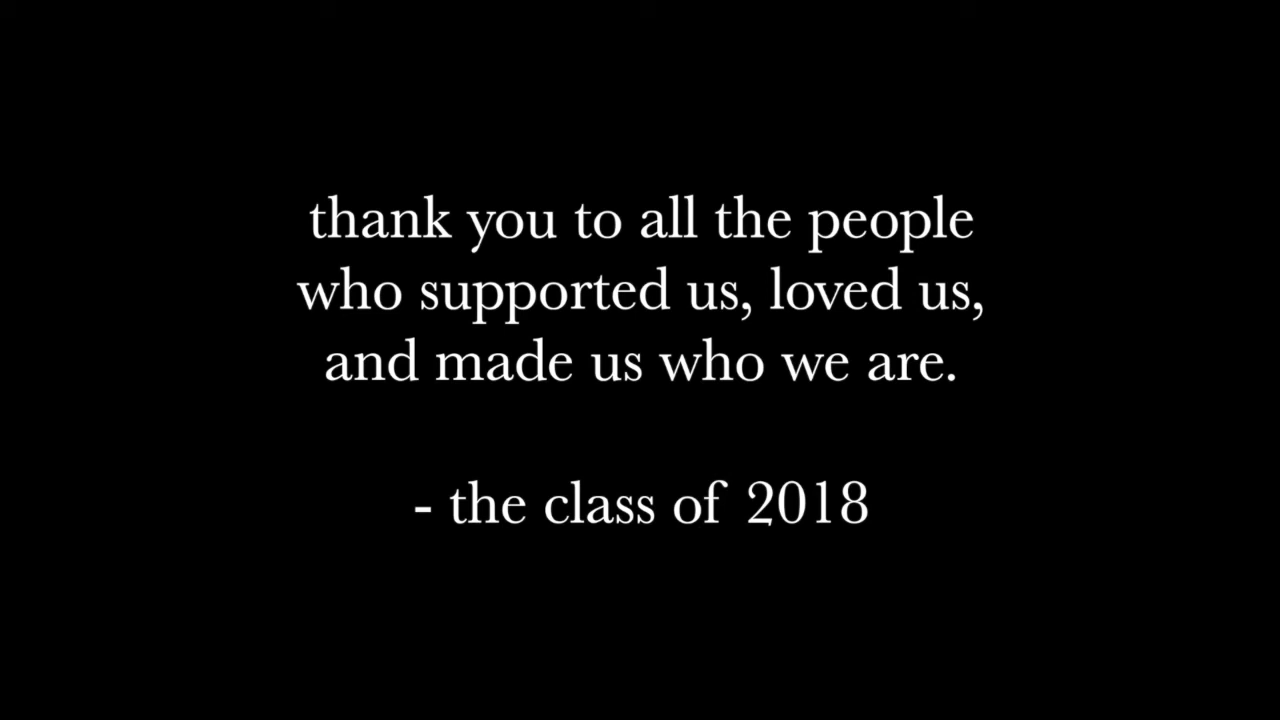 thank you to all the people
who supported us, loved us,
and made us who we are.
- the class of 2018